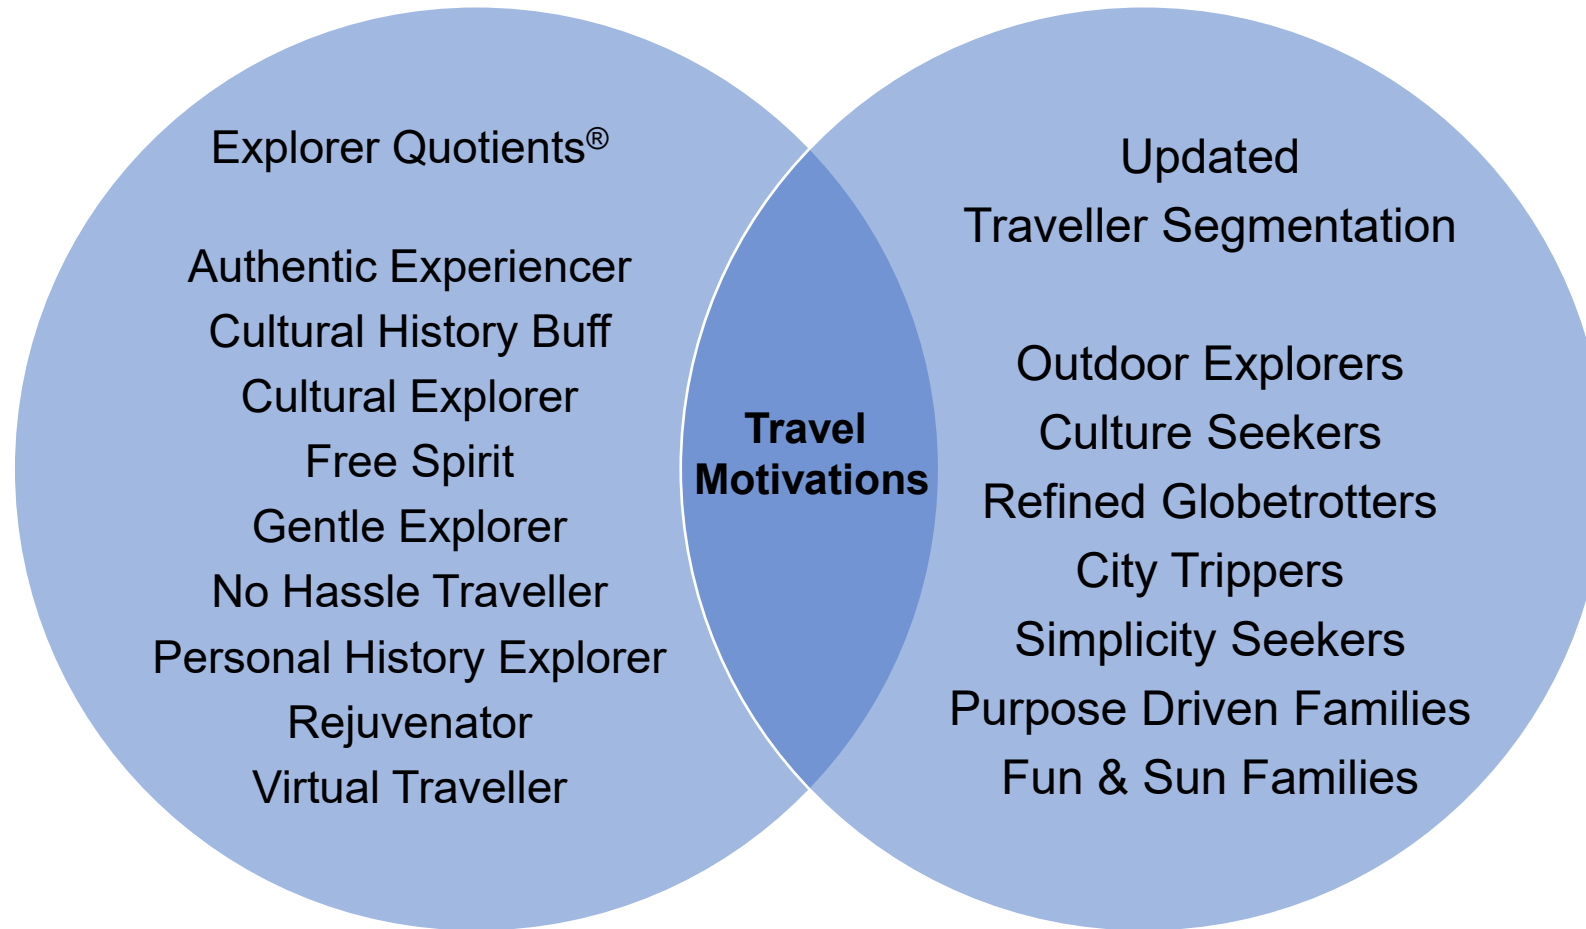 Explorer Quotients®
Authentic Experiencer
Cultural History Buff
Cultural Explorer
Free Spirit
Gentle Explorer
No Hassle Traveller
Personal History Explorer
Rejuvenator
Virtual Traveller
Travel
Motivations
Updated
Traveller Segmentation
Outdoor Explorers
Culture Seekers
Refined Globetrotters
City Trippers
Simplicity Seekers
Purpose Driven Families
Fun & Sun Families